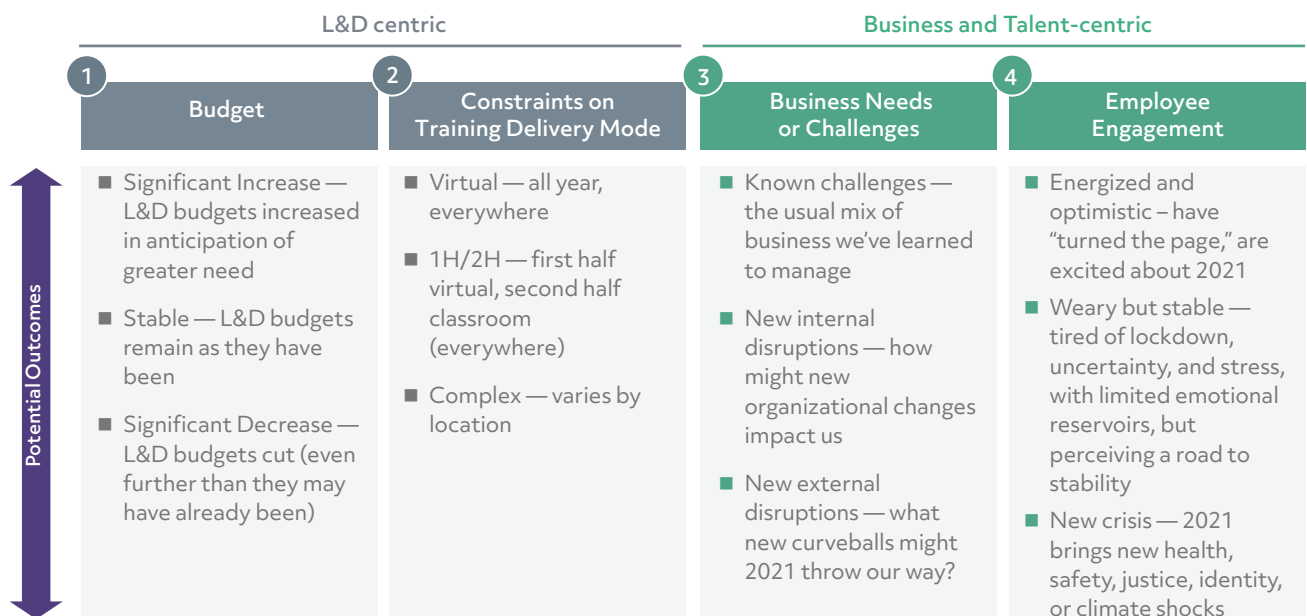 L&D centric
Business and Talent-centric
1
Budget
2
Constraints on
Training Delivery Mode
3
Business Needs
or Challenges
4
Employee
Engagement
Potential Outcomes
■ Significant Increase —
L&D budgets increased
in anticipation of
greater need
■ Stable — L&D budgets
remain as they have
been
■ Significant Decrease —
L&D budgets cut (even
further than they may
have already been)
■ Virtual — all year,
everywhere
■ 1H/2H — first half
virtual, second half
classroom
(everywhere)
■ Complex — varies by
location
■ Known challenges —
the usual mix of
business we’ve learned
to manage
■ New internal
disruptions — how
might new
organizational changes
impact us
■ New external
disruptions — what
new curveballs might
2021 throw our way?
■ Energized and
optimistic – have
“turned the page,” are
excited about 2021
■ Weary but stable —
tired of lockdown,
uncertainty, and stress,
with limited emotional
reservoirs, but
perceiving a road to
stability
■ New crisis — 2021
brings new health,
safety, justice, identity,
or climate shocks